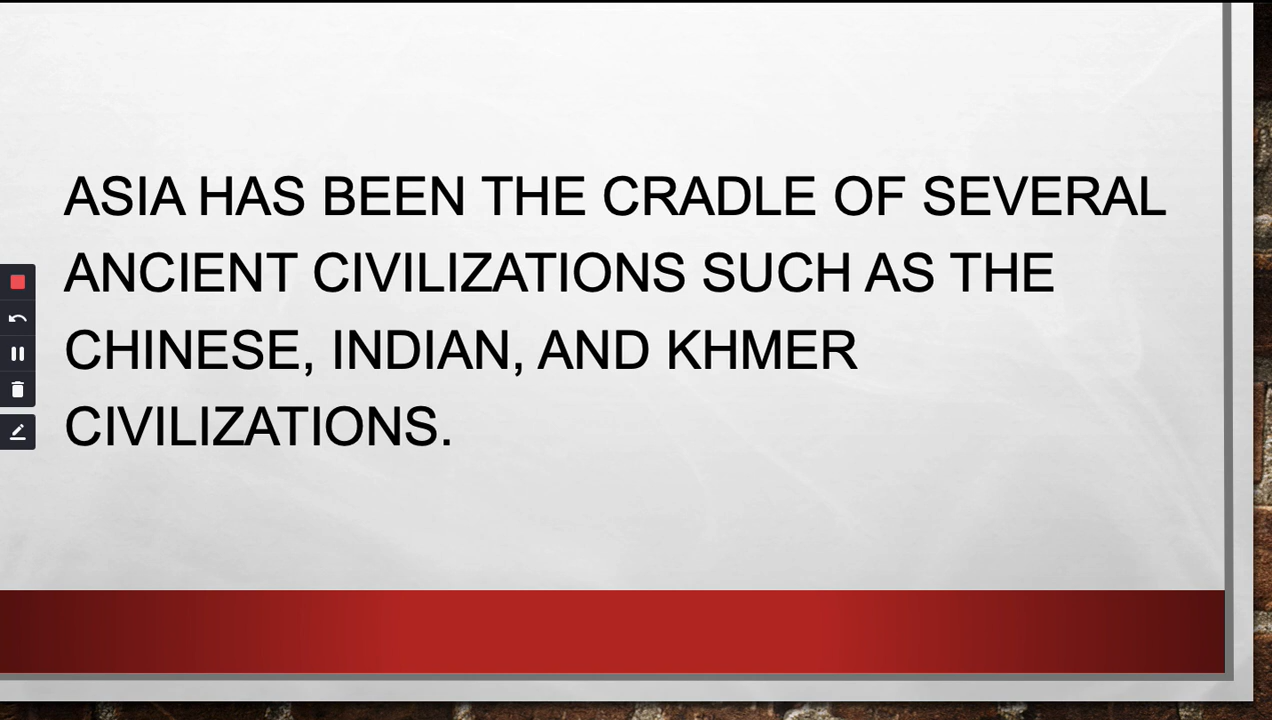 ASIA HAS BEEN THE CRADLE OF SEVERAL
ANCIENT CIVILIZATIONS SUCH AS THE
CHINESE, INDIAN, AND KHMER
CIVILIZATIONS.